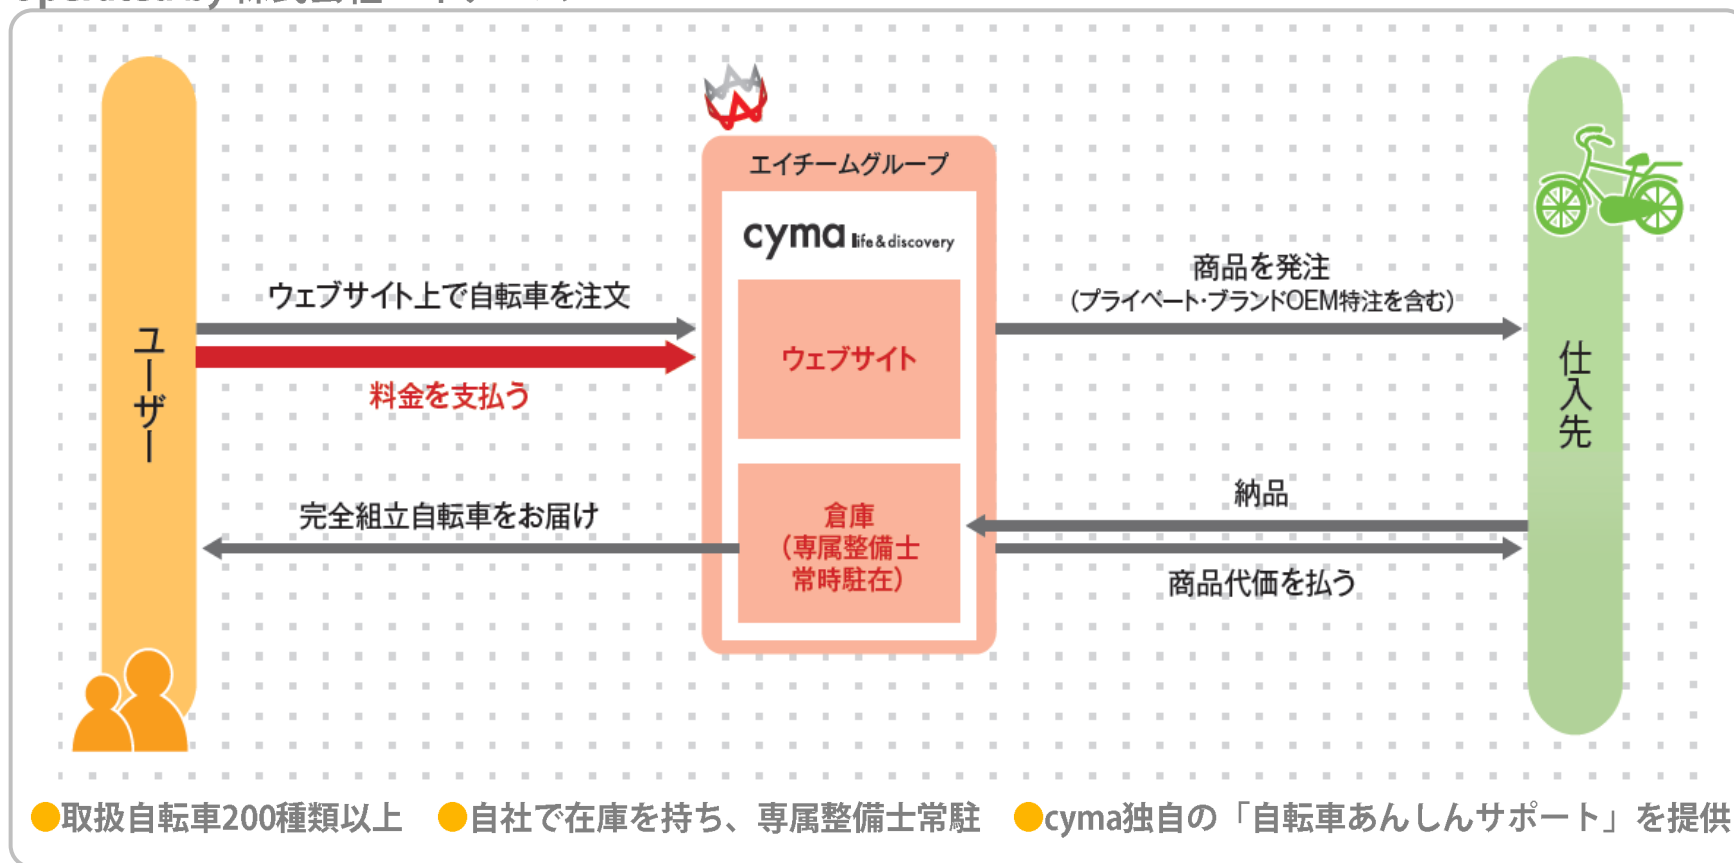 operated by 株式会社
エイチームグループ
cyma life & discovery
ウェブサイト上で自転車を注文
料金を支払う
商品を発注
（プライベート・ブランドOEM特注を含む）
ウェブサイト
ユーザー
仕入先
完全組立自転車をお届け
倉庫
（専属整備士
常時駐在）
納品
商品代価を払う
●取扱自転車200種類以上 ●自社で在庫を持ち、専属整備士常駐 ●cyma独自の「自転車あんしんサポート」を提供